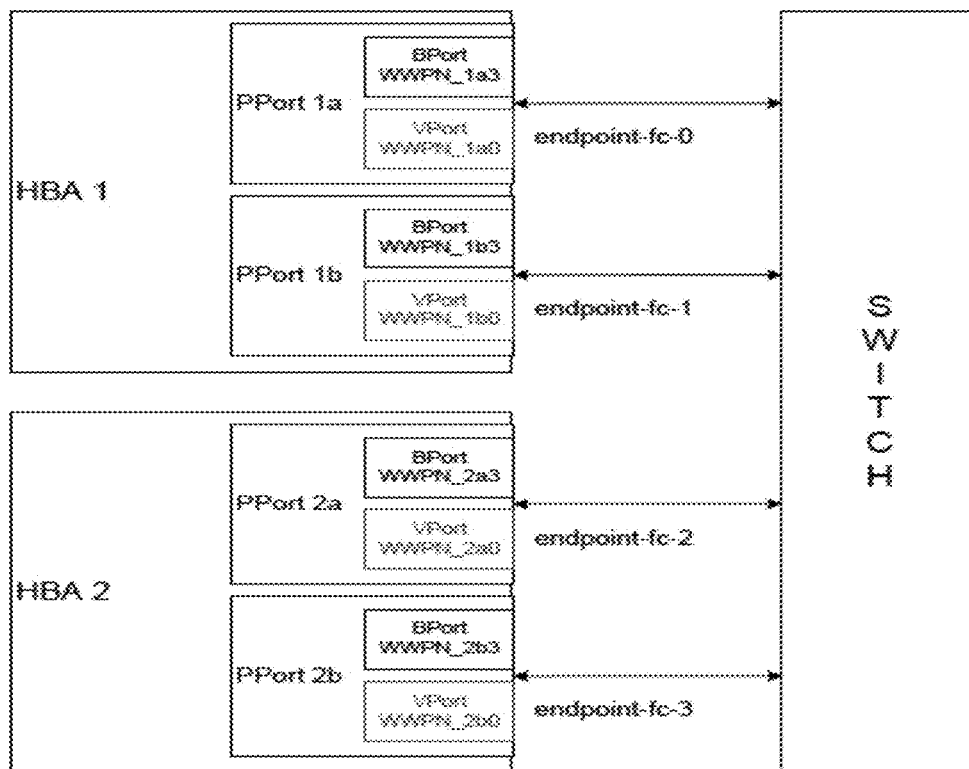 HBA 1
PPort 1a
BPort
WWPN_1a3
VPort
WWPN_1a0
endpoint-fc-0
PPort 1b
BPort
WWPN_1b3
VPort
WWPN_1b0
endpoint-fc-1
HBA 2
PPort 2a
BPort
WWPN_2a3
VPort
WWPN_2a0
endpoint-fc-2
PPort 2b
BPort
WWPN_2b3
VPort
WWPN_2b0
endpoint-fc-3
SWITCH